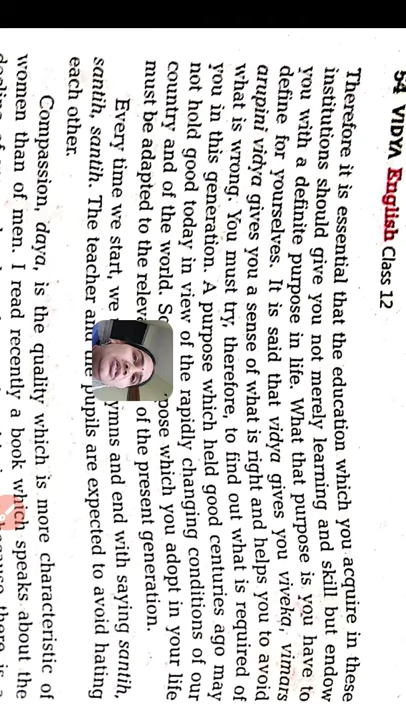 54 VIDYA English Class 12
Therefore it is essential that the education which you acquire in these
institutions should give you not merely learning and skill but endow
you with a definite purpose in life. What that purpose is you have to
define for yourselves. It is said that vidya gives you viveka, vimars
arupini vidya gives you a sense of what is right and helps you to avoid
what is wrong. You must try, therefore, to find out what is required of
you in this generation. A purpose which held good centuries ago may
not hold good today in view of the rapidly changing conditions of our
country and of the world. So pose which you adopt in your life
must be adapted to the releva of the present generation.
Every time we start, we ymns and end with saying santih,
santih, santih. The teacher and the pupils are expected to avoid hating
each other.
Compassion, daya, is the quality which is more characteristic of
women than of men. I read recently a book which speaks about the